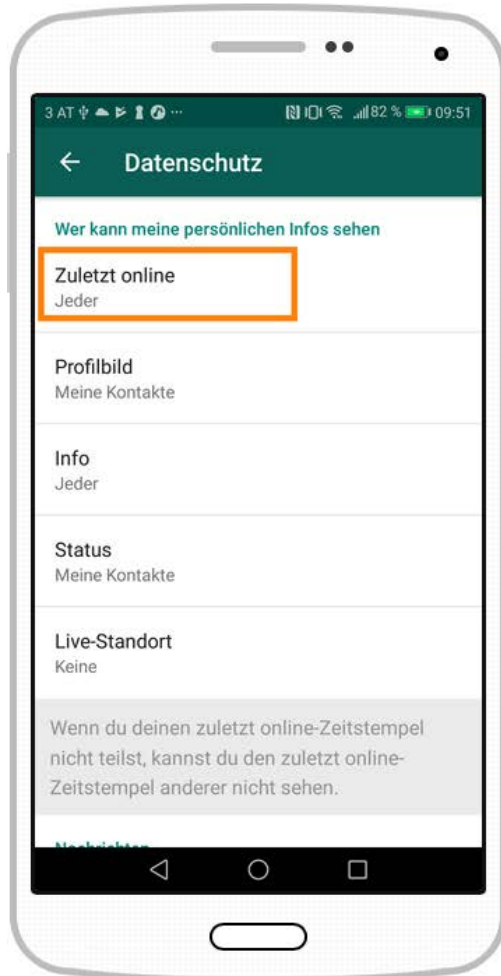 3 AT ... 82 % 09:51
Datenschutz
Wer kann meine persönlichen Infos sehen
Zuletzt online
Jeder
Profilbild
Meine Kontakte
Info
Jeder
Status
Meine Kontakte
Live-Standort
Keine
Wenn du deinen zuletzt online-Zeitstempel
nicht teilst, kannst du den zuletzt online-
Zeitstempel anderer nicht sehen.